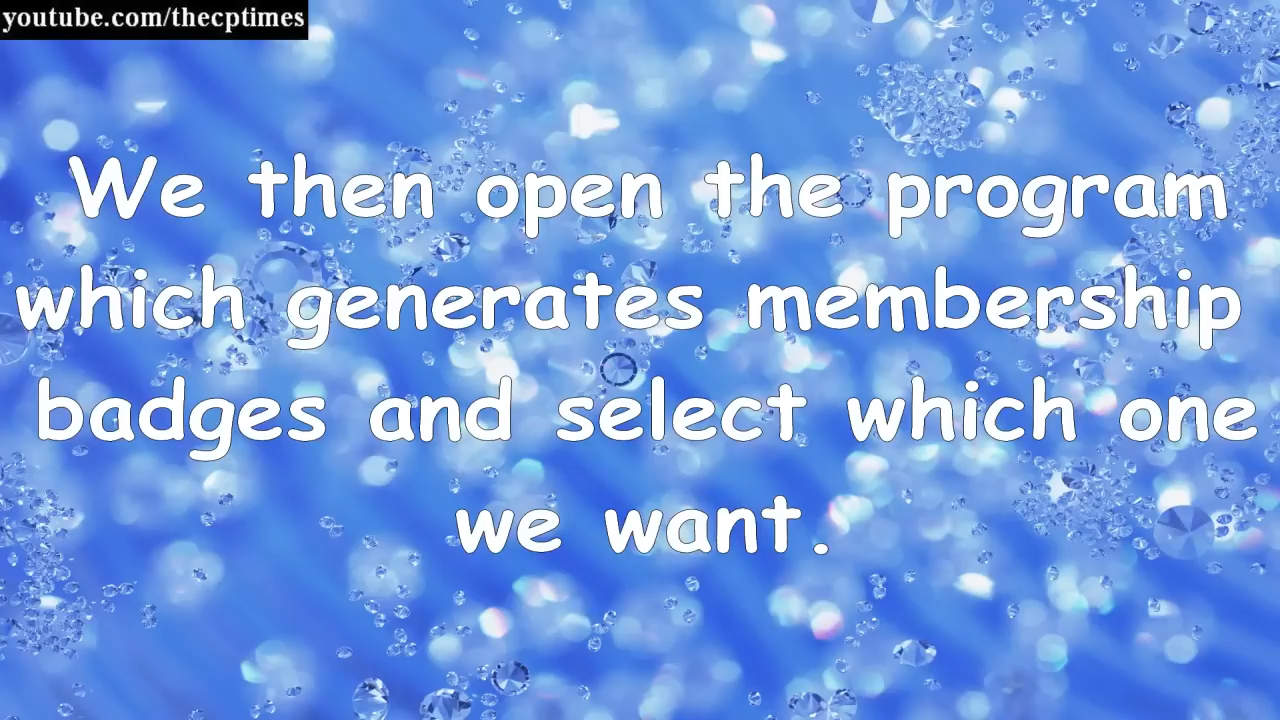 youtube.com/thecptimes
We then open the program
which generates membership
badges and select which one
we want.